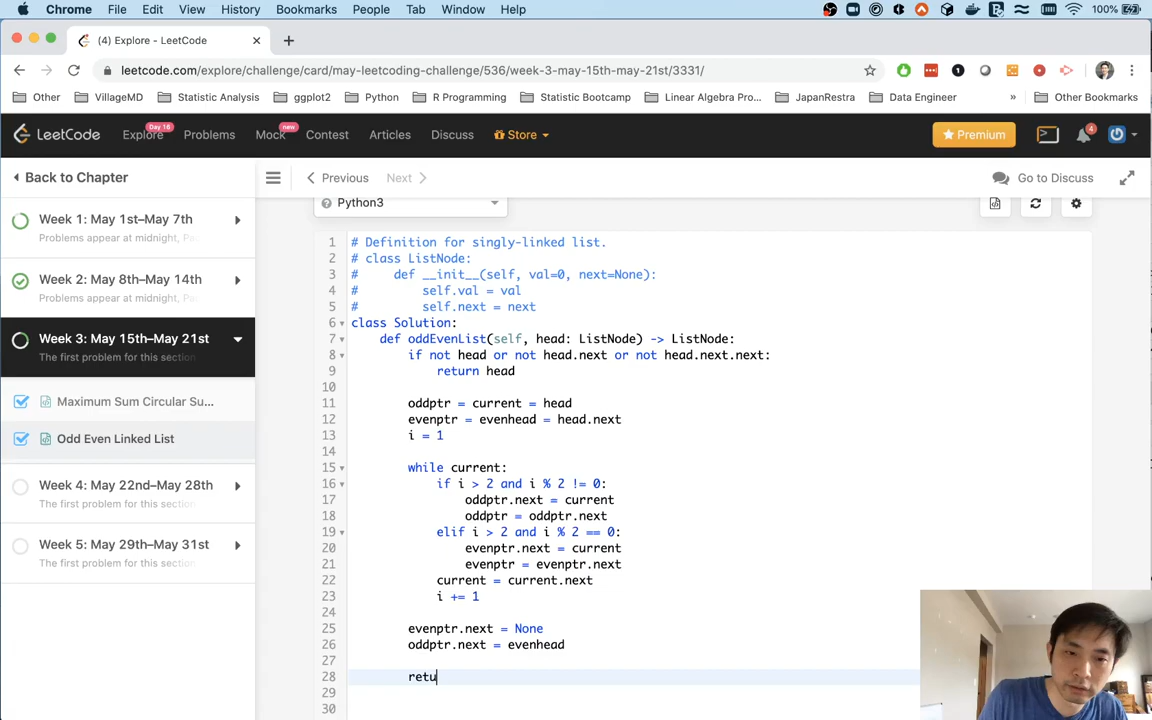 Chrome File Edit View History Bookmarks People Tab Window Help 100%
(4) Explore - LeetCode
leetcode.com/explore/challenge/card/may-leetcoding-challenge/536/week-3-may-15th-may-21st/3331/
Other VillageMD Statistic Analysis ggplot2 Python R Programming Statistic Bootcamp Linear Algebra Pro... JapanRestra Data Engineer » Other Bookmarks
LeetCode Explore Day 16 Problems Mock new Contest Articles Discuss Store Premium 4
Back to Chapter
Previous Next Go to Discuss
Week 1: May 1st–May 7th
Problems appear at midnight, Pa
Week 2: May 8th–May 14th
Problems appear at midnight, Pa
Week 3: May 15th–May 21st
The first problem for this section
Maximum Sum Circular Su...
Odd Even Linked List
Week 4: May 22nd–May 28th
The first problem for this section
Week 5: May 29th–May 31st
The first problem for this section
Python3
1 # Definition for singly-linked list.
2 # class ListNode:
3 #     def __init__(self, val=0, next=None):
4 #         self.val = val
5 #         self.next = next
6 class Solution:
7     def oddEvenList(self, head: ListNode) -> ListNode:
8         if not head or not head.next or not head.next.next:
9             return head
10
11         oddptr = current = head
12         evenptr = evenhead = head.next
13         i = 1
14
15         while current:
16             if i > 2 and i % 2 != 0:
17                 oddptr.next = current
18                 oddptr = oddptr.next
19             elif i > 2 and i % 2 == 0:
20                 evenptr.next = current
21                 evenptr = evenptr.next
22             current = current.next
23             i += 1
24
25         evenptr.next = None
26         oddptr.next = evenhead
27
28         retu
29
30